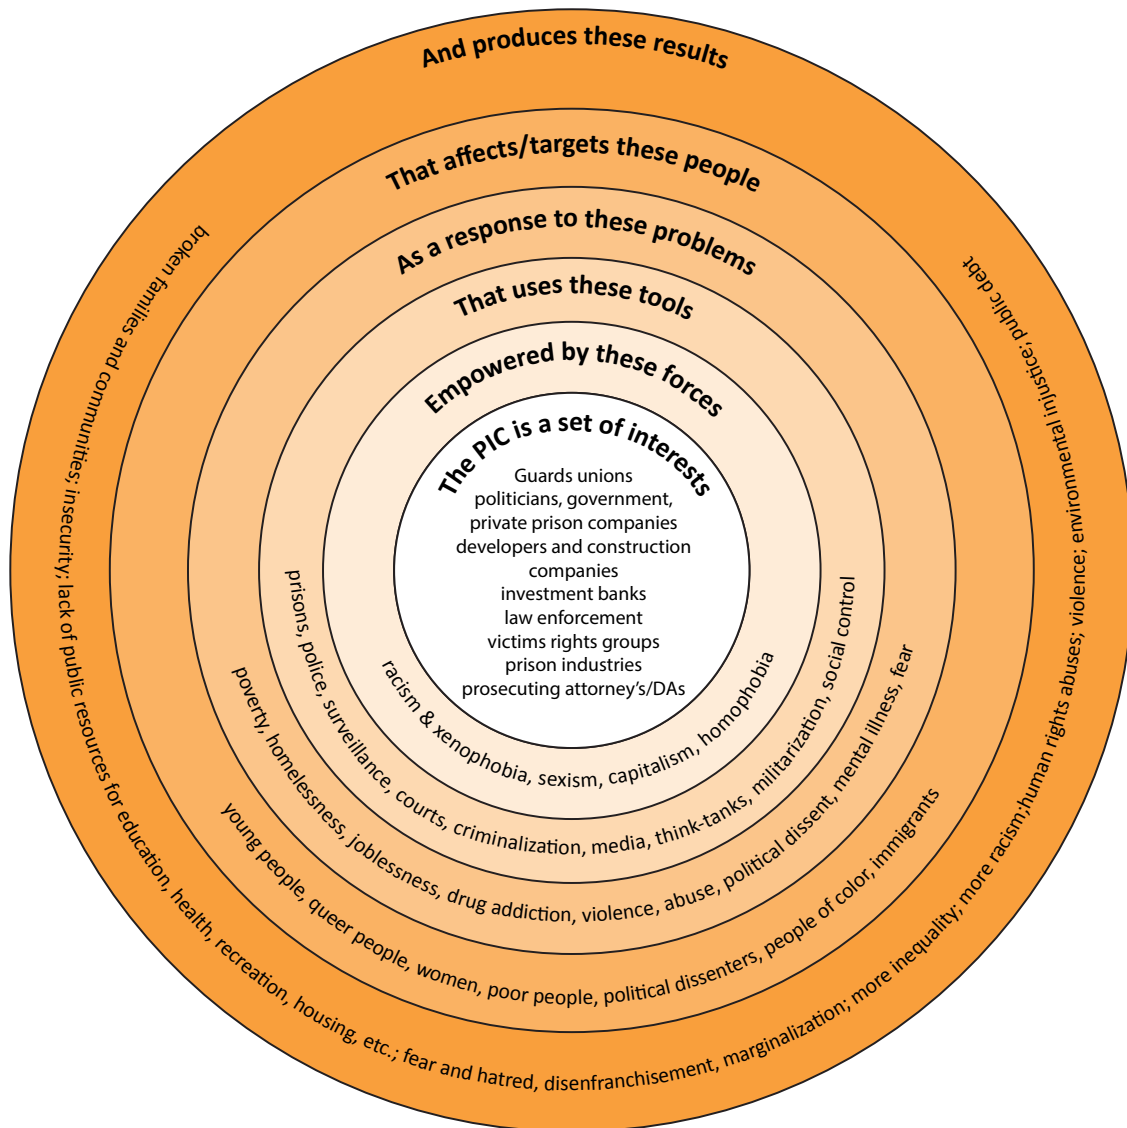 And produces these results
broken families and communities; insecurity; lack of public resources for education, health, recreation, housing, etc.; fear and hatred, disenfranchisement, marginalization; more inequality; more racism;human rights abuses; violence; environmental injustice; public debt
That affects/targets these people
young people, queer people, women, poor people, political dissenters, people of color, immigrants
As a response to these problems
poverty, homelessness, joblessness, drug addiction, violence, abuse, political dissent, mental illness, fear
That uses these tools
prisons, police, surveillance, courts, criminalization, media, think-tanks, militarization, social control
Empowered by these forces
racism & xenophobia, sexism, capitalism, homophobia
The PIC is a set of interests
Guards unions
politicians, government,
private prison companies
developers and construction
companies
investment banks
law enforcement
victims rights groups
prison industries
prosecuting attorney's/DAs